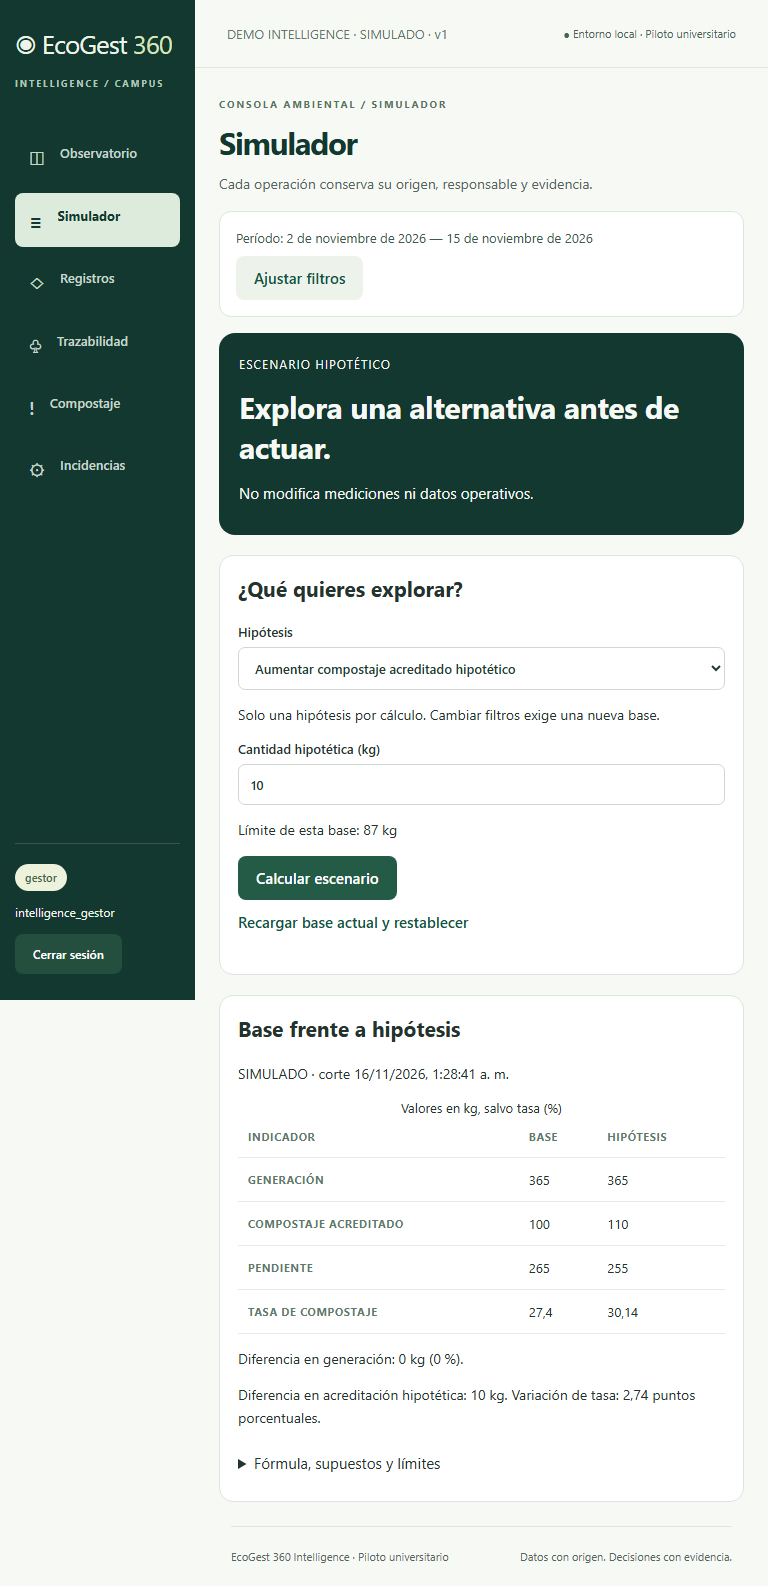 EcoGest 360
INTELLIGENCE / CAMPUS
Observatorio
Simulador
Registros
Trazabilidad
! Compostaje
Incidencias
gestor
intelligence_gestor
Cerrar sesión
DEMO INTELLIGENCE · SIMULADO · v1
● Entorno local · Piloto universitario
CONSOLA AMBIENTAL / SIMULADOR
Simulador
Cada operación conserva su origen, responsable y evidencia.
Período: 2 de noviembre de 2026 — 15 de noviembre de 2026
Ajustar filtros
ESCENARIO HIPOTÉTICO
Explora una alternativa antes de
actuar.
No modifica mediciones ni datos operativos.
¿Qué quieres explorar?
Hipótesis
Aumentar compostaje acreditado hipotético
Solo una hipótesis por cálculo. Cambiar filtros exige una nueva base.
Cantidad hipotética (kg)
10
Límite de esta base: 87 kg
Calcular escenario
Recargar base actual y restablecer
Base frente a hipótesis
SIMULADO · corte 16/11/2026, 1:28:41 a. m.
Valores en kg, salvo tasa (%)
INDICADOR BASE HIPÓTESIS
GENERACIÓN 365 365
COMPOSTAJE ACREDITADO 100 110
PENDIENTE 265 255
TASA DE COMPOSTAJE 27,4 30,14
Diferencia en generación: 0 kg (0 %).
Diferencia en acreditación hipotética: 10 kg. Variación de tasa: 2,74 puntos
porcentuales.
Fórmula, supuestos y límites
EcoGest 360 Intelligence · Piloto universitario
Datos con origen. Decisiones con evidencia.